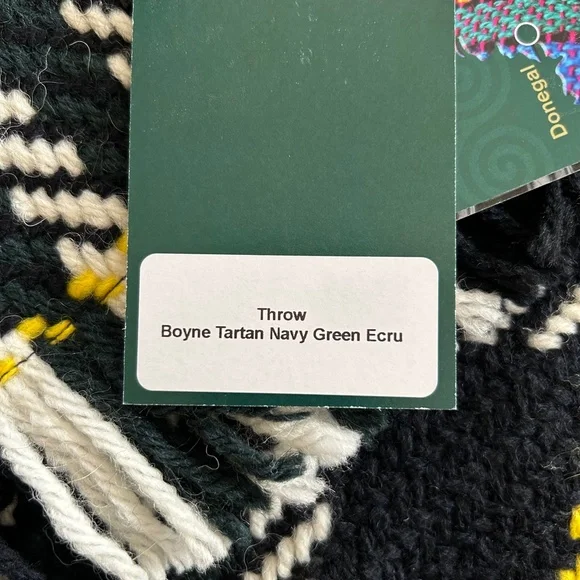 Donegal
Throw
Boyne Tartan Navy Green Ecru